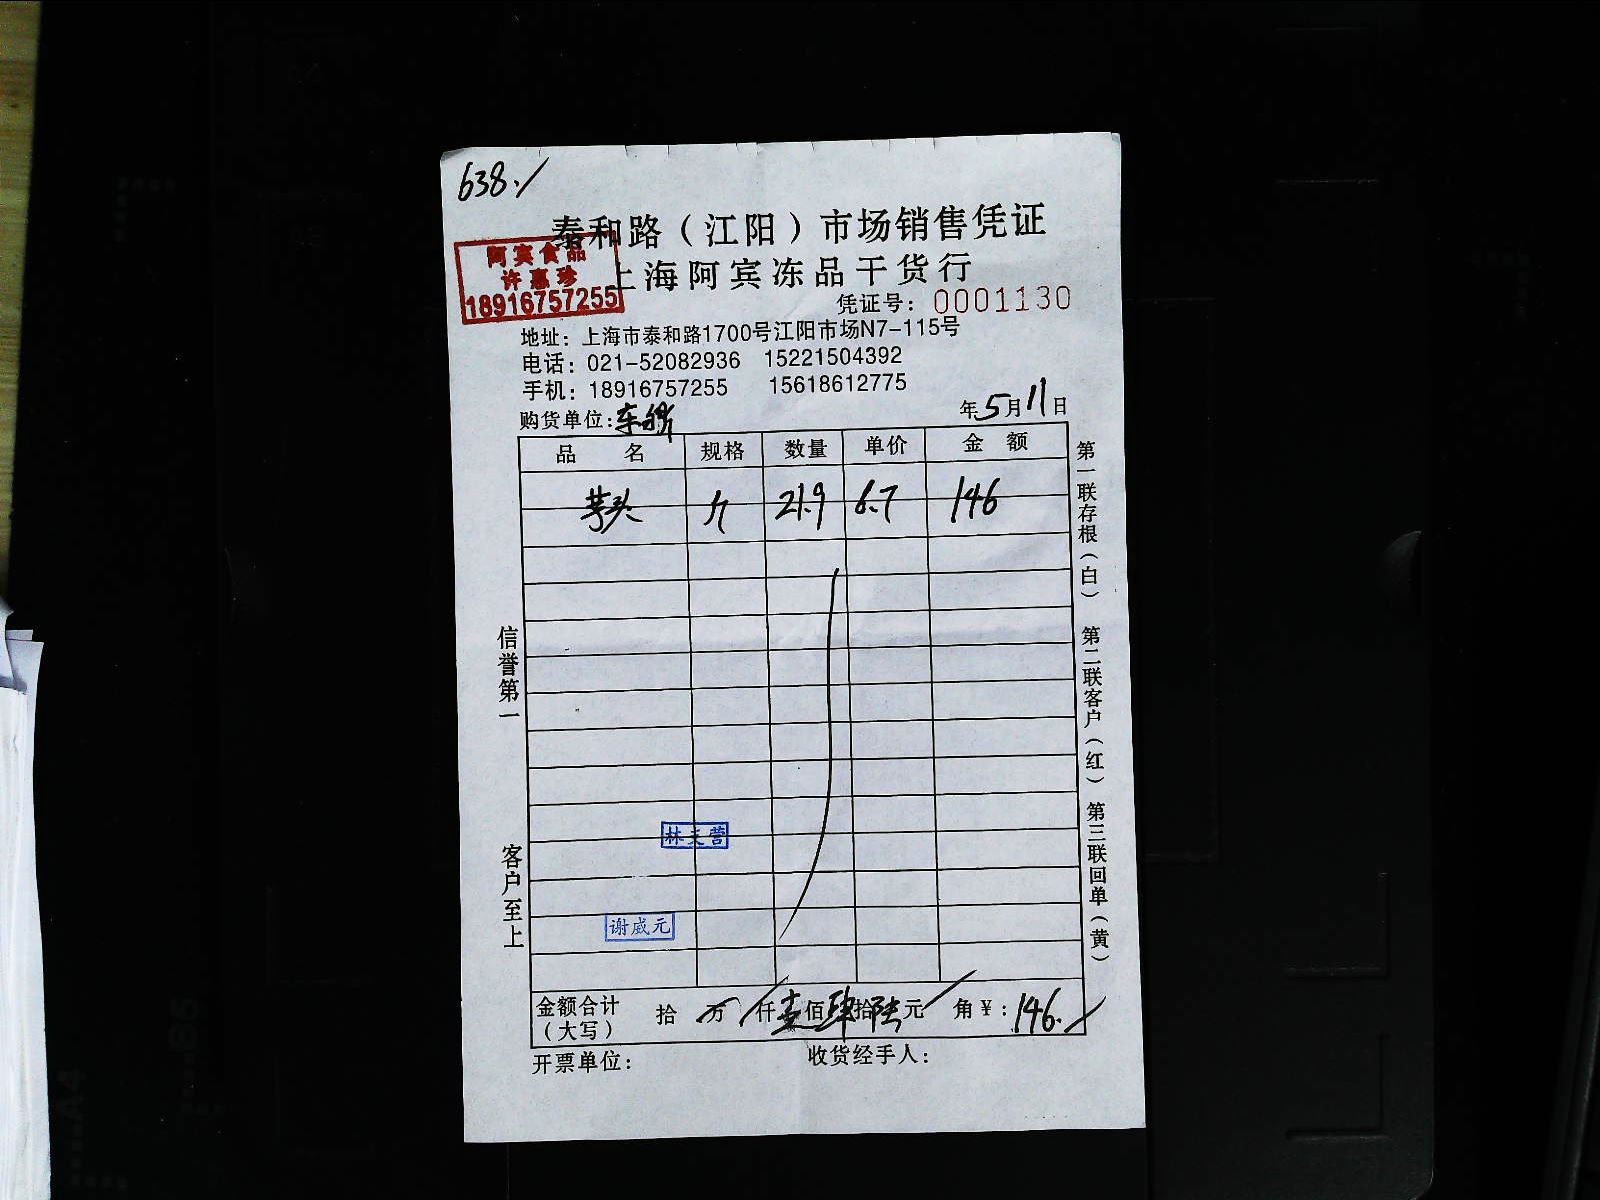 638./
泰和路（江阳）市场销售凭证
阿宾食品
许惠珍
18916757255
上海阿宾冻品干货行
凭证号：0001130
地址：上海市泰和路1700号江阳市场N7-115号
电话：021-52082936 15221504392
手机：18916757255 15618612775
购货单位： 年5月11日
品名 规格 数量 单价 金额
芋头 斤 21.9 6.7 146
第一联存根（白） 第二联客户（红） 第三联回单（黄）
信誉第一 客户至上
林天营
谢威元
金额合计（大写） 拾 万 仟壹佰肆拾陆元 角 ￥：146.
开票单位： 收货经手人：